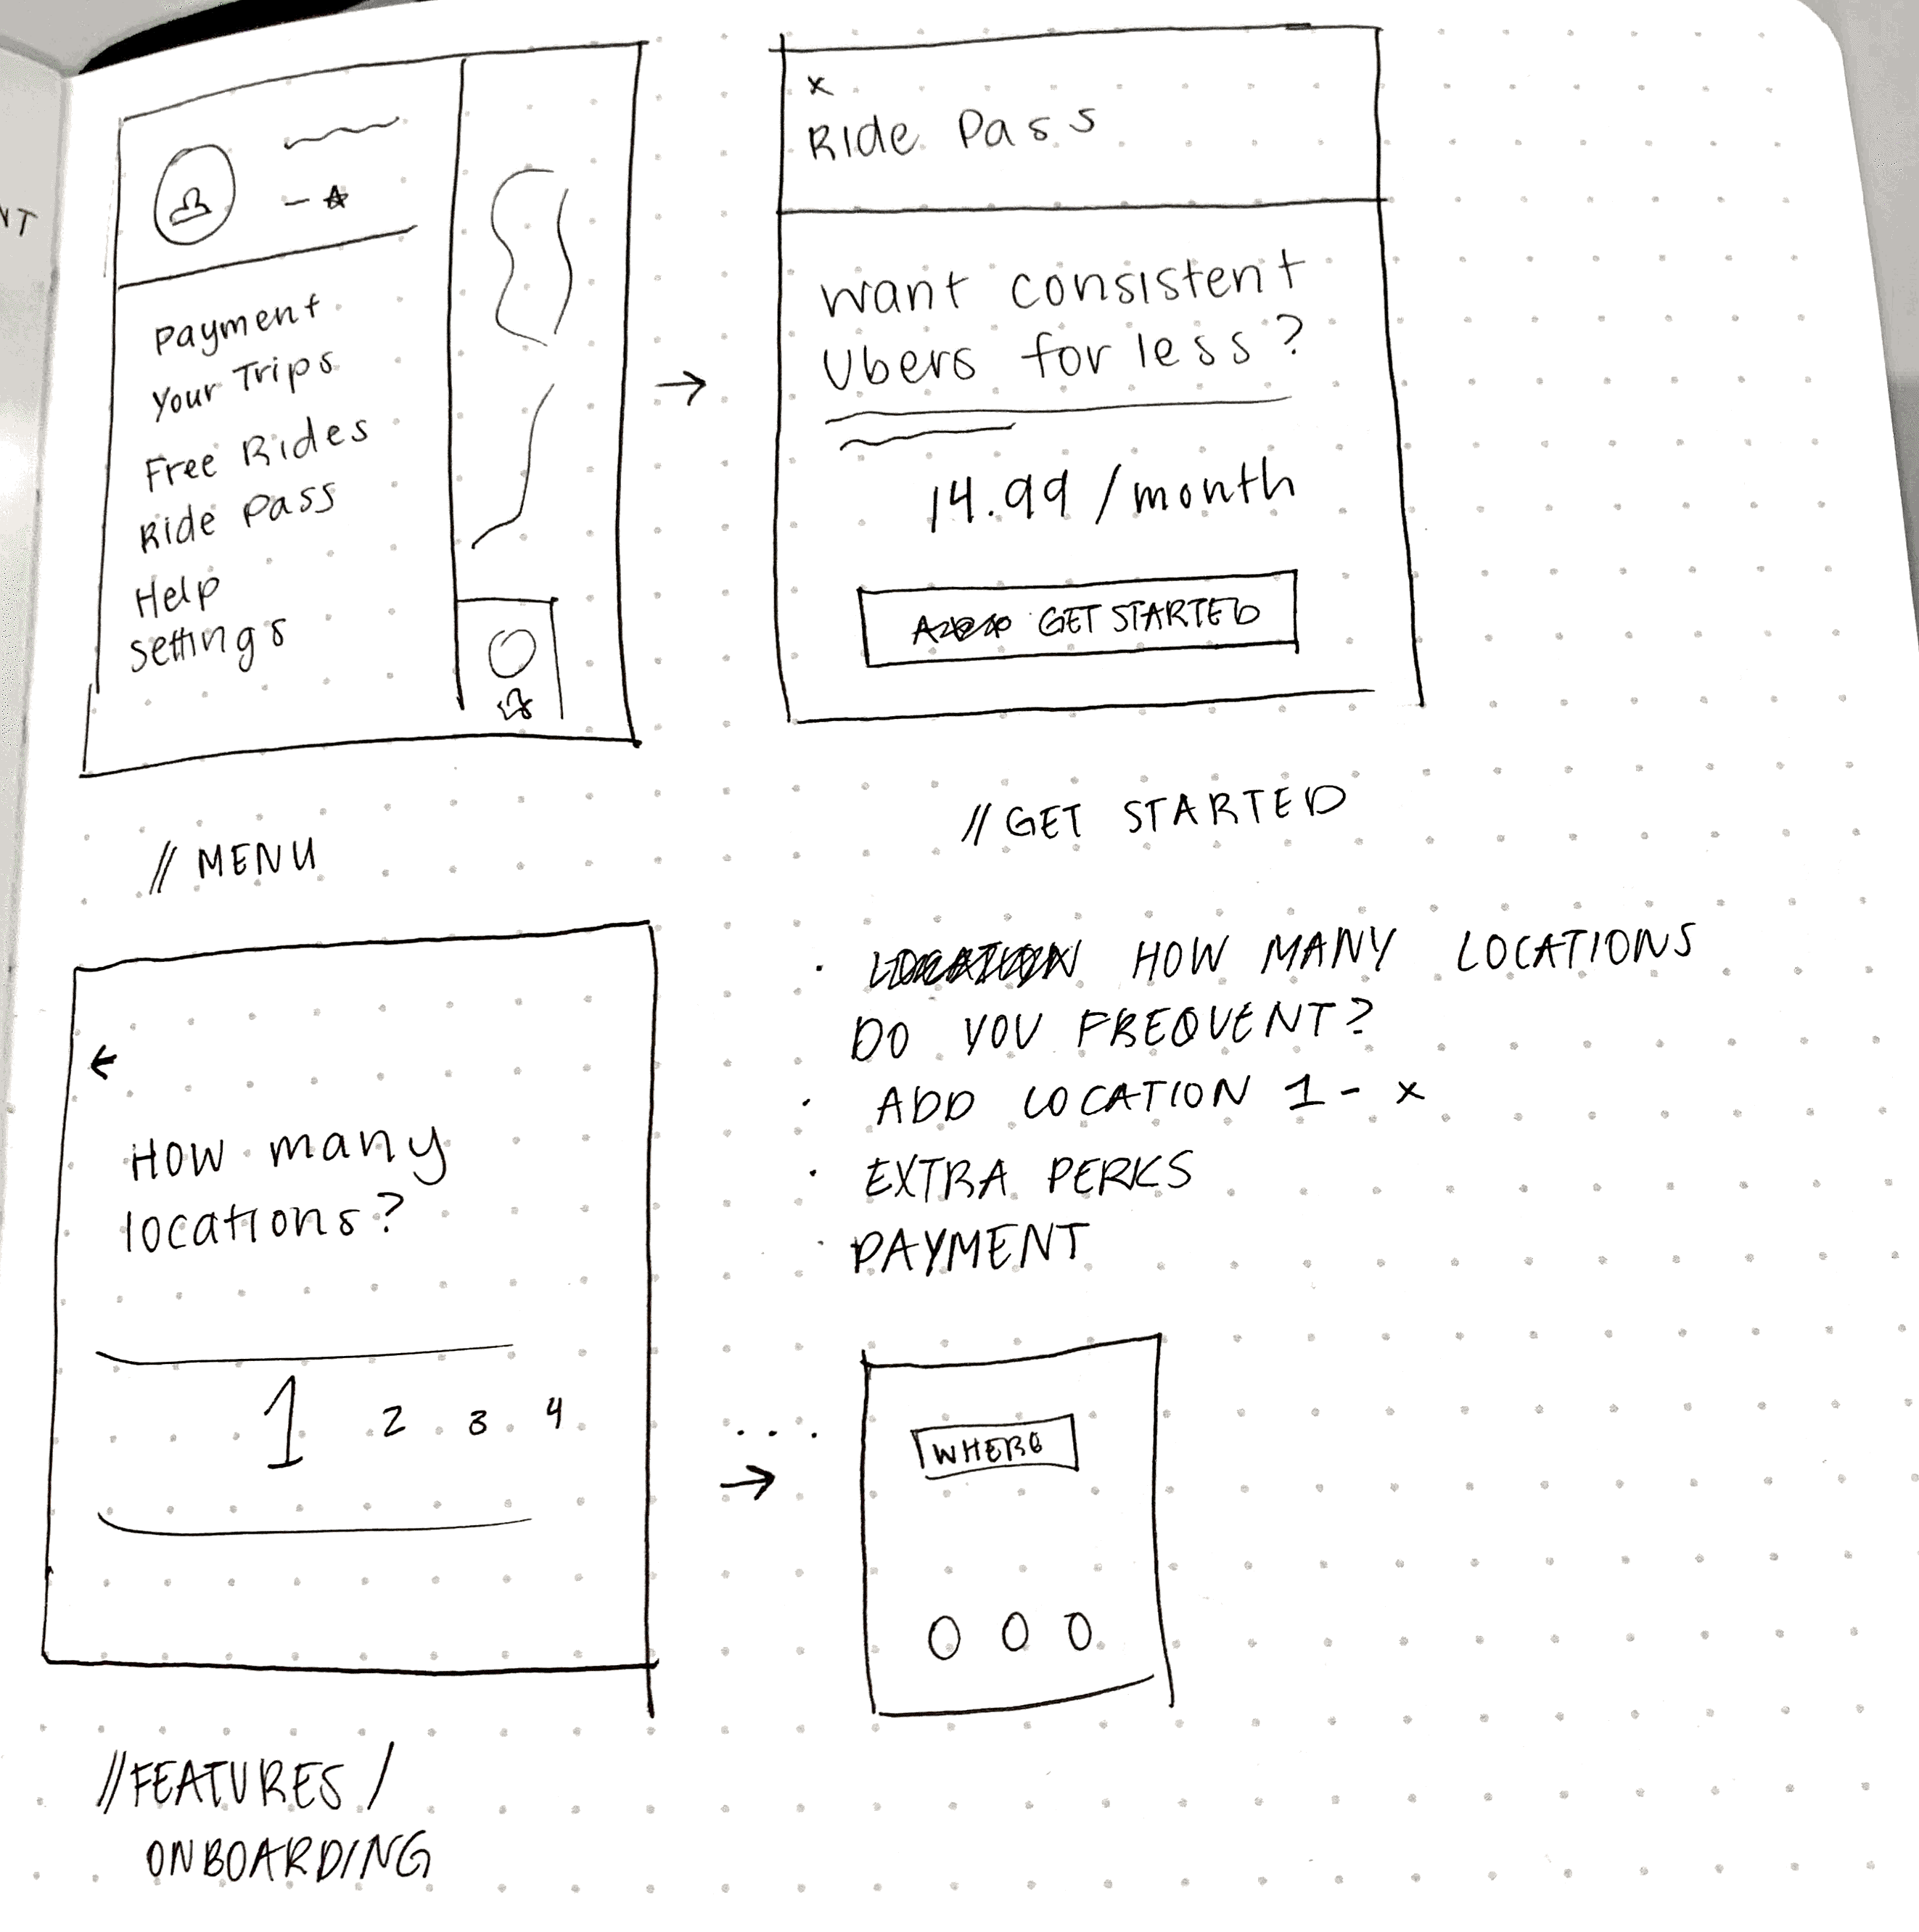 NT
Payment
Your Trips
Free Rides
Ride Pass
Help
settings
// MENU
x
Ride Pass
Want consistent
Ubers for less?
14.99 /month
GET STARTED
// GET STARTED
←
How many
locations?
1 2 3 4
// FEATURES /
ONBOARDING
· LOCATION HOW MANY LOCATIONS
DO YOU FREQUENT?
· ADD LOCATION 1 - x
· EXTRA PERKS
· PAYMENT
...
WHERE